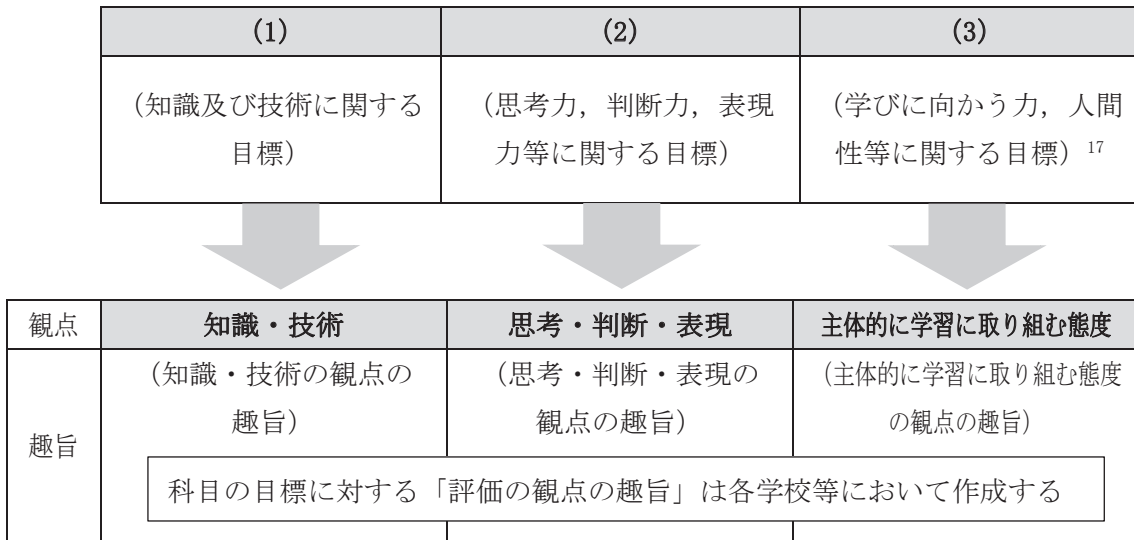 (1) (2) (3)
(知識及び技術に関する (思考力,判断力,表現 (学びに向かう力,人間
目標) 力等に関する目標) 性等に関する目標)17
観点 知識・技術 思考・判断・表現 主体的に学習に取り組む態度
趣旨 (知識・技術の観点の (思考・判断・表現の (主体的に学習に取り組む態度
趣旨) 観点の趣旨) の観点の趣旨)
科目の目標に対する「評価の観点の趣旨」は各学校等において作成する